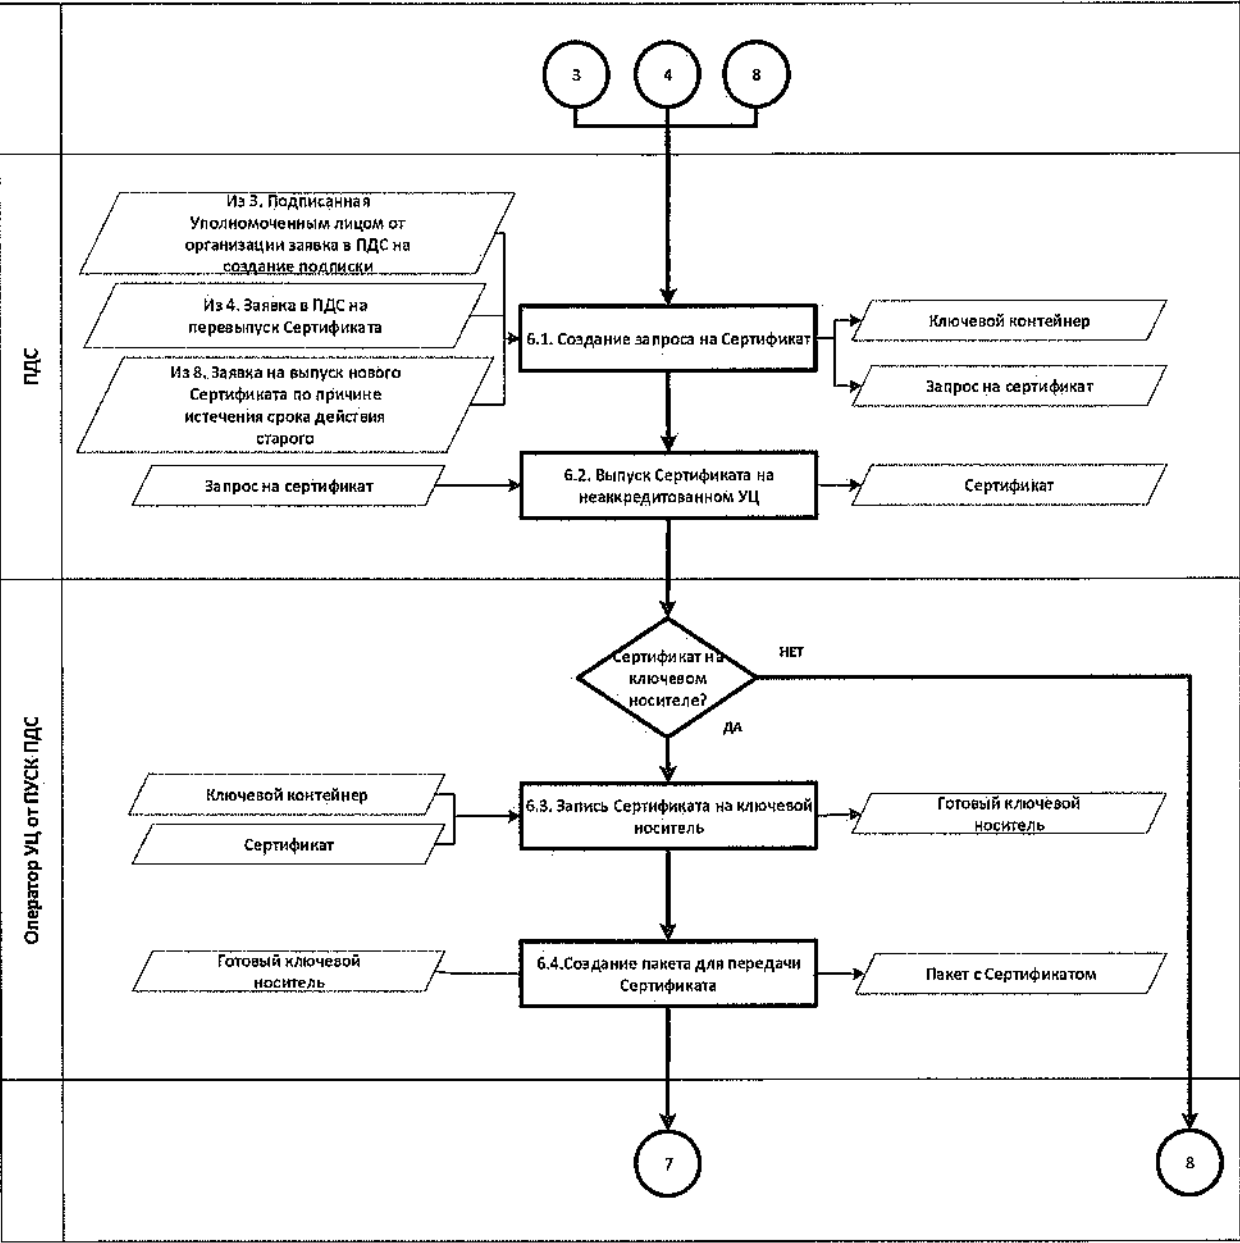 3
4
8
ПДС
Из 3. Подписанная
Уполномоченным лицом от
организации заявка в ПДС на
создание подписки
Из 4. Заявка в ПДС на
перевыпуск Сертификата
Из 8. Заявка на выпуск нового
Сертификата по причине
истечения срока действия
старого
6.1. Создание запроса на Сертификат
Ключевой контейнер
Запрос на сертификат
Запрос на сертификат
6.2. Выпуск Сертификата на
неаккредитованном УЦ
Сертификат
Оператор УЦ от ПУСК ПДС
Сертификат на
ключевом
носителе?
НЕТ
ДА
Ключевой контейнер
Сертификат
6.3. Запись Сертификата на ключевой
носитель
Готовый ключевой
носитель
Готовый ключевой
носитель
6.4.Создание пакета для передачи
Сертификата
Пакет с Сертификатом
7
8